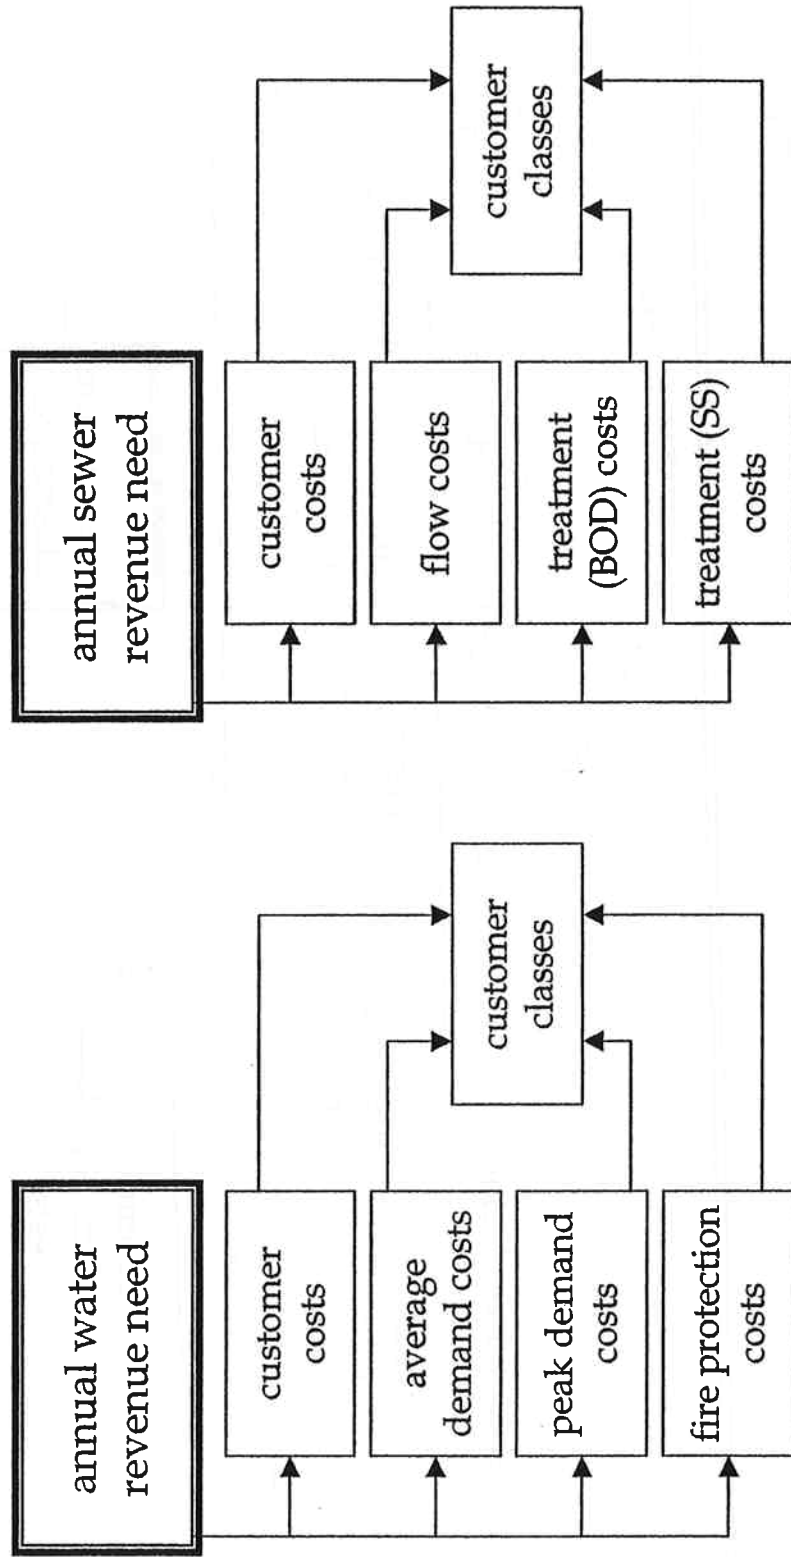 annual water
revenue need
customer
costs
average
demand costs
peak demand
costs
fire protection
costs
customer
classes
annual sewer
revenue need
customer
costs
flow costs
treatment
(BOD) costs
treatment (SS)
costs
customer
classes